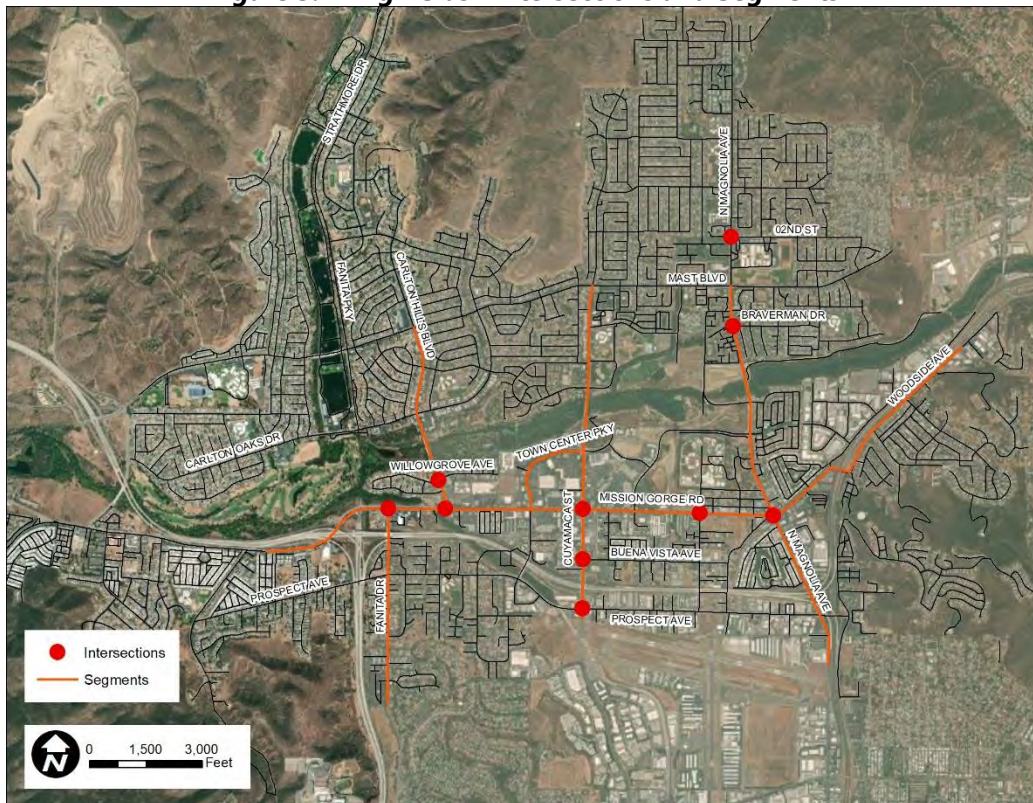 STRATHMORE DR
N MAGNOLIA AVE
02ND ST
FANITA PKY
CARLTON HILLS BLVD
MAST BLVD
BRAVERMAN DR
WOODSIDE AVE
CARLTON OAKS DR
TOWN CENTER PKY
WILLOWGROVE AVE
MISSION GORGE RD
CUYAMACA ST
BUENA VISTA AVE
N MAGNOLIA AVE
PROSPECT AVE
FANITA DR
PROSPECT AVE
Intersections
Segments
N
0 1,500 3,000
Feet